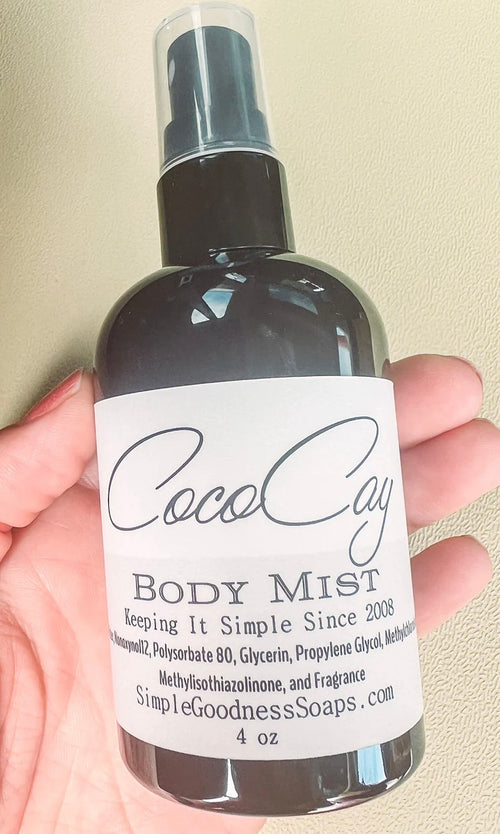 CocoCay
BODY MIST
Keeping It Simple Since 2008
Nonoxynol12, Polysorbate 80, Glycerin, Propylene Glycol,
Methylisothiazolinone, and Fragrance
SimpleGoodnessSoaps.com
4 oz